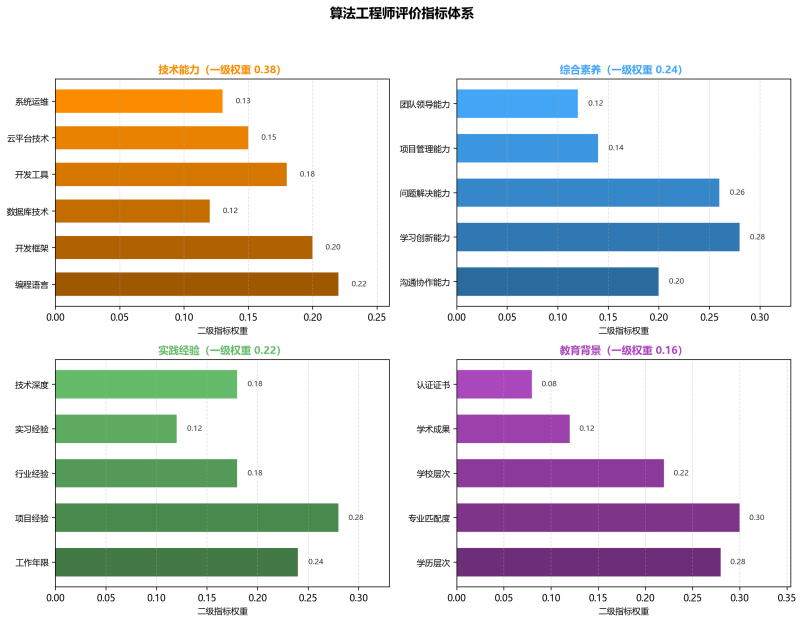 算法工程师评价指标体系
技术能力（一级权重 0.38）
系统运维
0.13
云平台技术
0.15
开发工具
0.18
数据库技术
0.12
开发框架
0.20
编程语言
0.22
0.00 0.05 0.10 0.15 0.20 0.25
二级指标权重
综合素养（一级权重 0.24）
团队领导能力
0.12
项目管理能力
0.14
问题解决能力
0.26
学习创新能力
0.28
沟通协作能力
0.20
0.00 0.05 0.10 0.15 0.20 0.25 0.30
二级指标权重
实践经验（一级权重 0.22）
技术深度
0.18
实习经验
0.12
行业经验
0.18
项目经验
0.28
工作年限
0.24
0.00 0.05 0.10 0.15 0.20 0.25 0.30
二级指标权重
教育背景（一级权重 0.16）
认证证书
0.08
学术成果
0.12
学校层次
0.22
专业匹配度
0.30
学历层次
0.28
0.00 0.05 0.10 0.15 0.20 0.25 0.30 0.35
二级指标权重